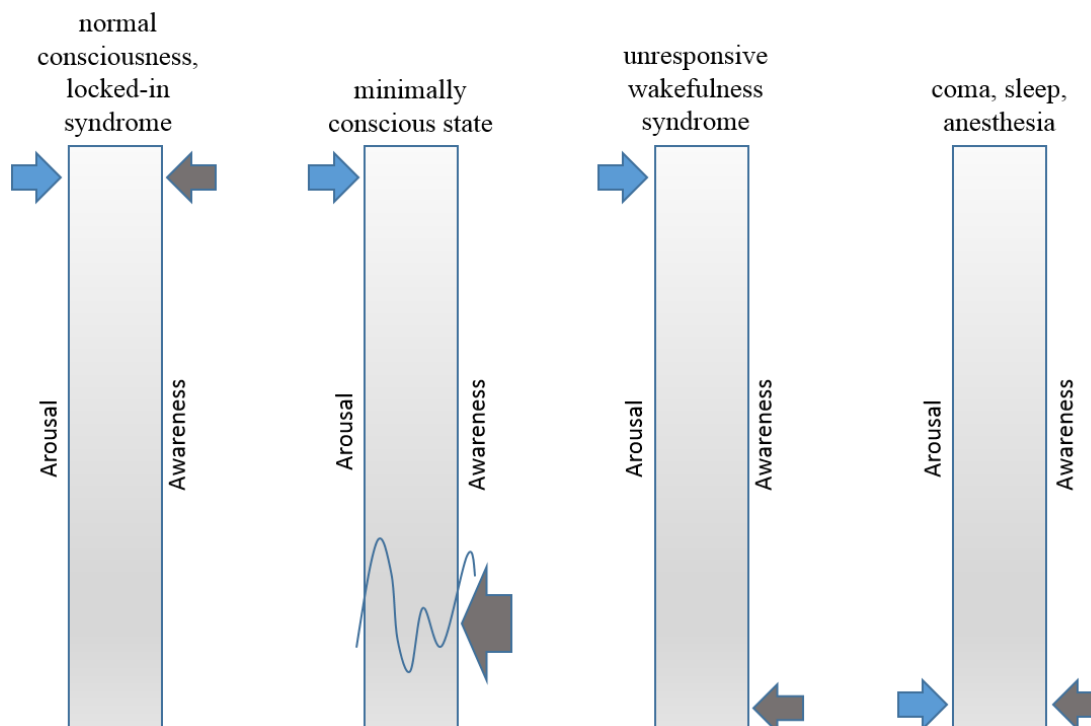 normal
consciousness,
locked-in
syndrome
minimally
conscious state
unresponsive
wakefulness
syndrome
coma, sleep,
anesthesia
Arousal
Awareness
Arousal
Awareness
Arousal
Awareness
Arousal
Awareness